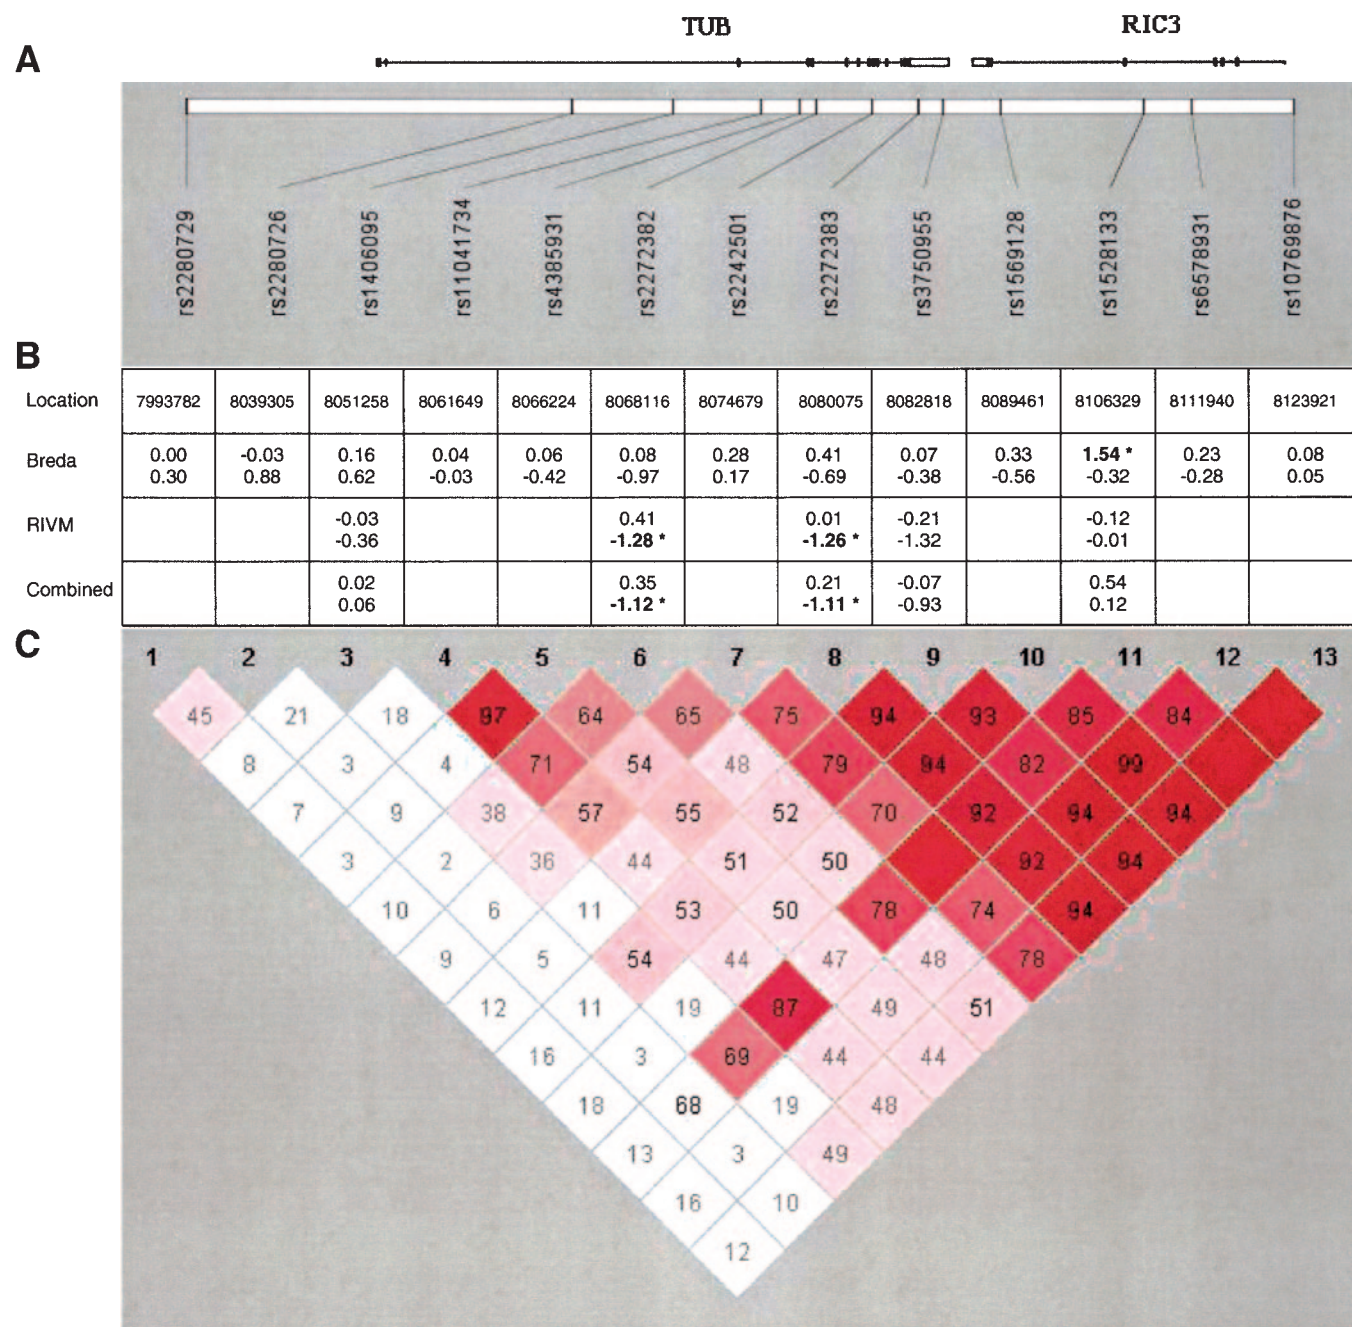 TUB RIC3
A
rs2280729 rs2280726 rs1406095 rs11041734 rs4385931 rs2272382 rs2242501 rs2272383 rs3750955 rs1569128 rs1528133 rs6578931 rs10769876
B
Location 7993782 8039305 8051258 8061649 8066224 8068116 8074679 8080075 8082818 8089461 8106329 8111940 8123921
Breda
0.00 -0.03 0.16 0.04 0.06 0.08 0.28 0.41 0.07 0.33 1.54 * 0.23 0.08
0.30 0.88 0.62 -0.03 -0.42 -0.97 0.17 -0.69 -0.38 -0.56 -0.32 -0.28 0.05
RIVM
-0.03 0.41 0.01 -0.21 -0.12
-0.36 -1.28 * -1.26 * -1.32 -0.01
Combined
0.02 0.35 0.21 -0.07 0.54
0.06 -1.12 * -1.11 * -0.93 0.12
C
1 2 3 4 5 6 7 8 9 10 11 12 13
45 21 18 97 64 65 75 94 93 85 84
8 3 4 71 54 48 79 94 82 99
7 9 38 57 55 52 70 92 94 94
3 2 36 44 51 50 92 94
10 6 11 53 50 78 74 94
9 5 54 44 47 48 78
12 11 19 87 49 51
16 3 69 44 44
18 68 19 48
13 3 49
16 10
12